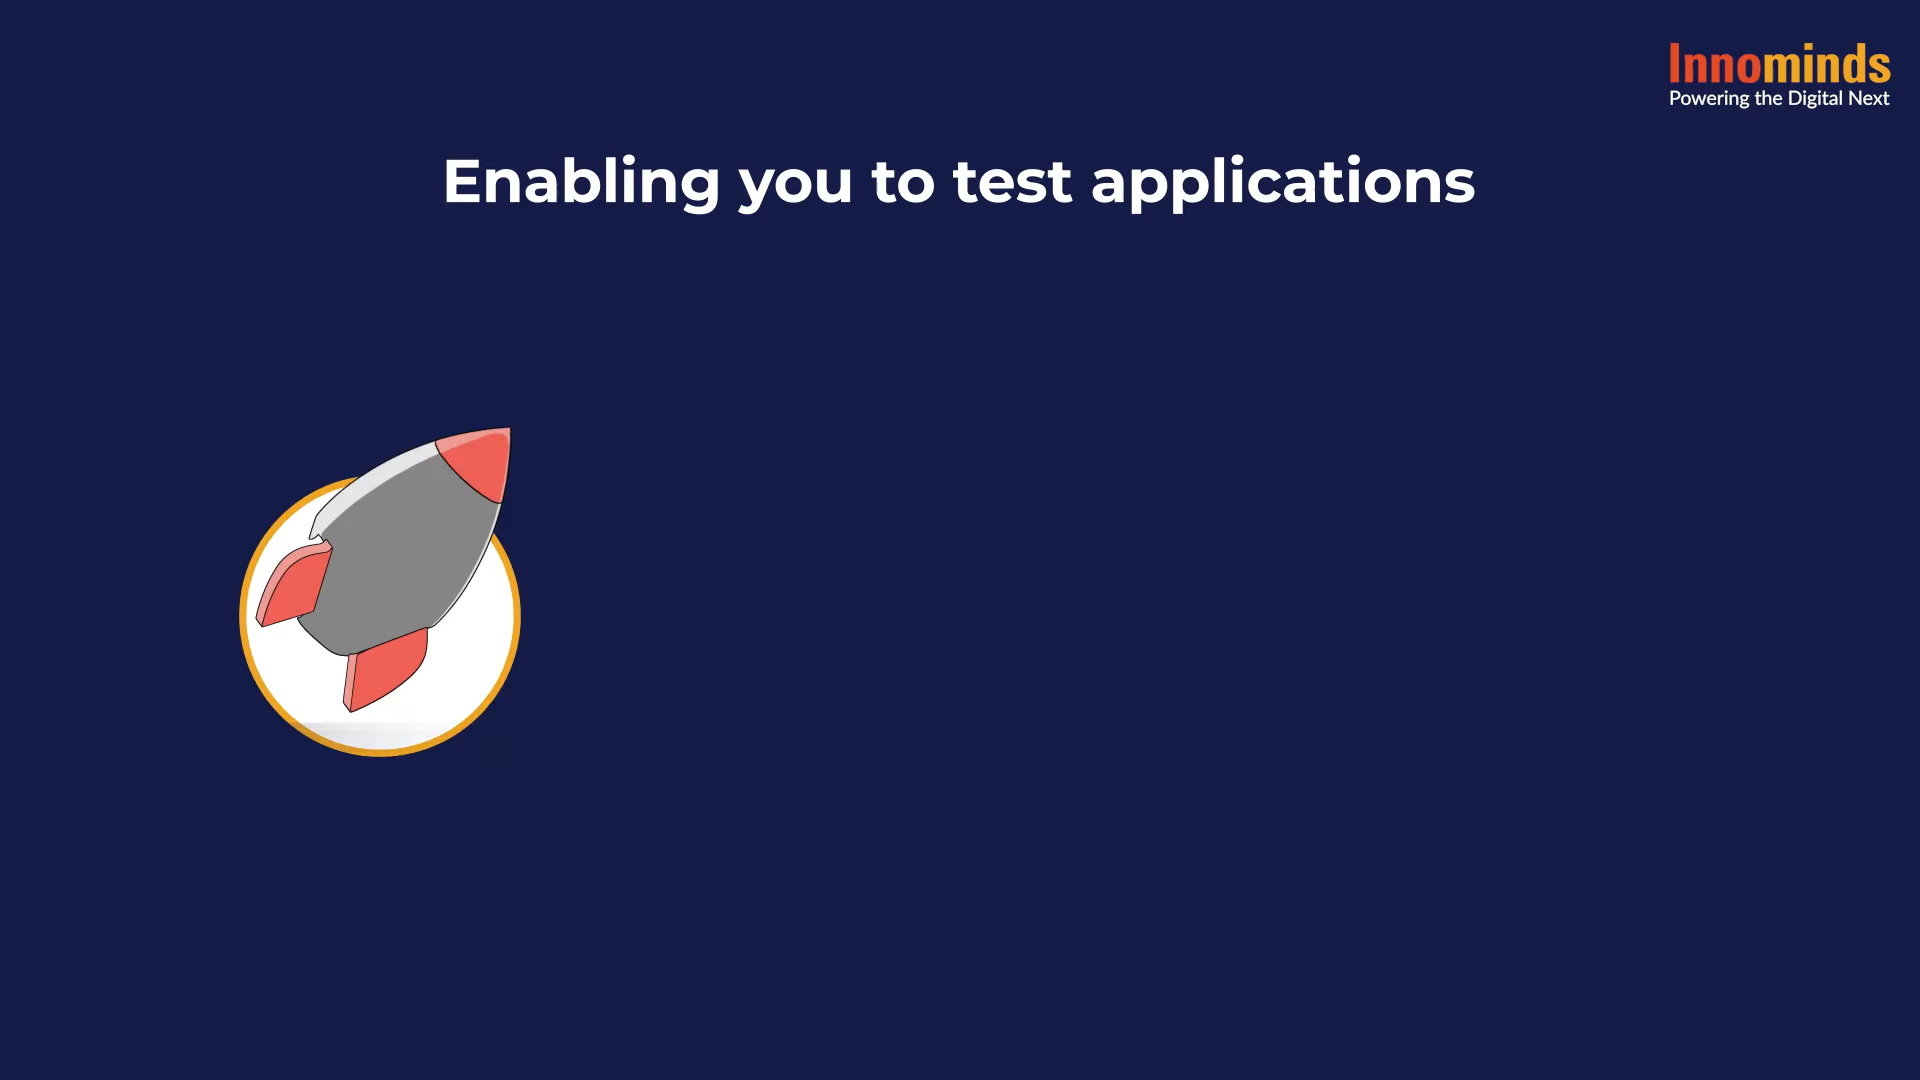 Innominds
Powering the Digital Next
Enabling you to test applications